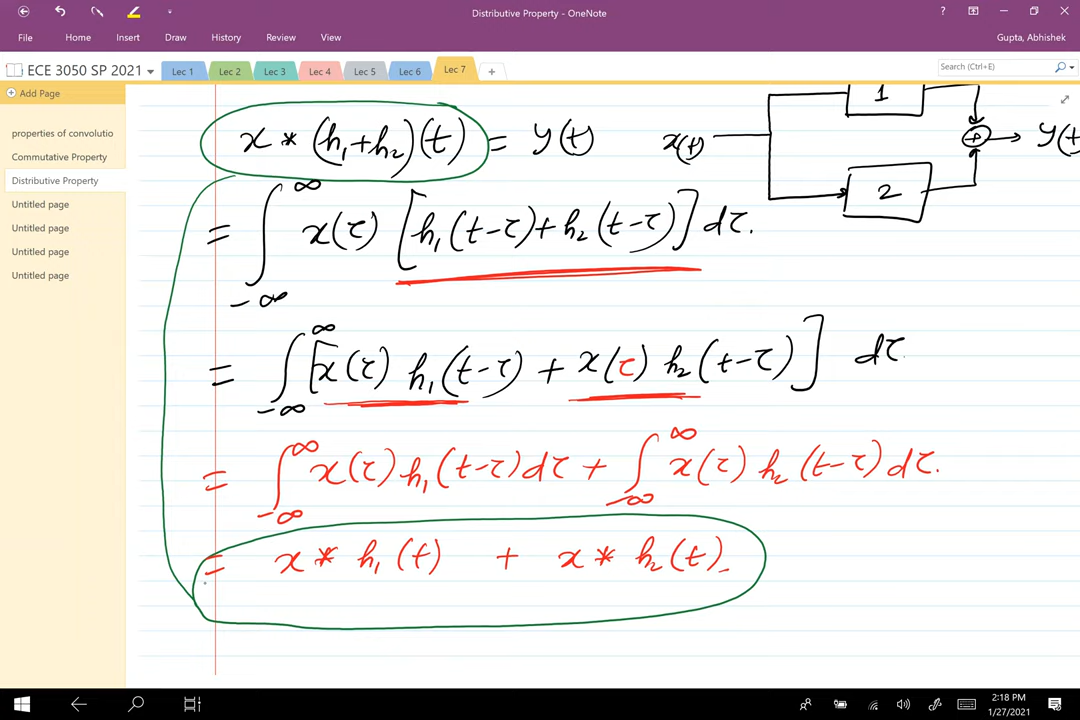 Distributive Property - OneNote
?
File Home Insert Draw History Review View
Gupta, Abhishek
ECE 3050 SP 2021 Lec 1 Lec 2 Lec 3 Lec 4 Lec 5 Lec 6 Lec 7 +
Search (Ctrl+E)
Add Page
properties of convolutio
Commutative Property
Distributive Property
Untitled page
Untitled page
Untitled page
Untitled page
x * (h₁+h₂)(t) = y(t)
1
x(t) + y(t)
2
= ∫_{-∞}^{∞} x(τ) [h₁(t-τ)+h₂(t-τ)] dτ.
= ∫_{-∞}^{∞} [x(τ) h₁(t-τ) + x(τ) h₂(t-τ)] dτ
= ∫_{-∞}^{∞} x(τ) h₁(t-τ) dτ + ∫_{-∞}^{∞} x(τ) h₂(t-τ) dτ.
= x * h₁(t) + x * h₂(t).
2:18 PM
1/27/2021